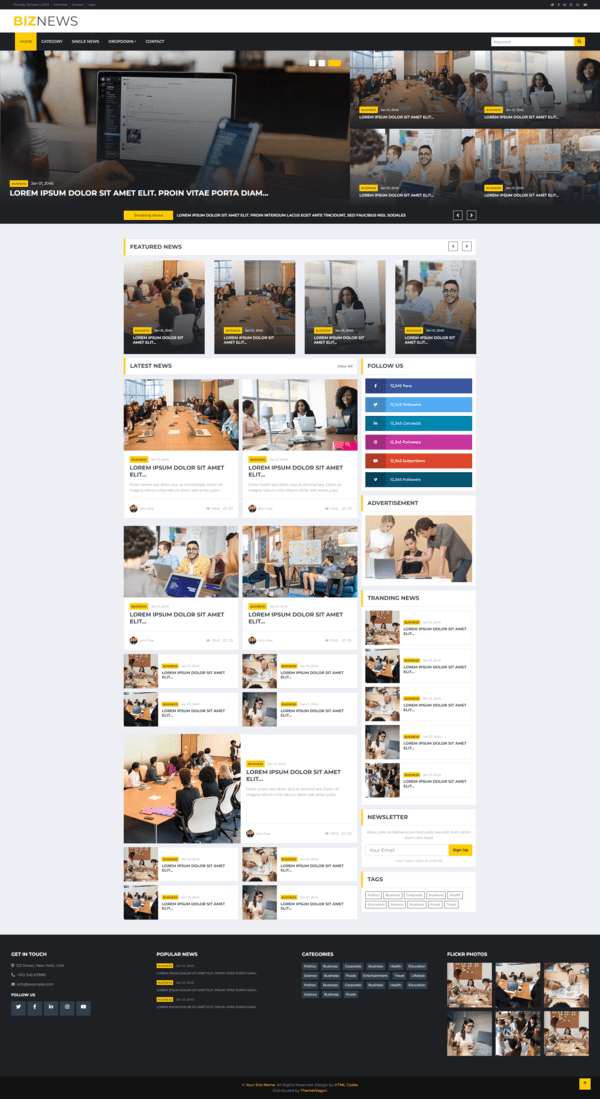 Monday, January 1, 2045
Advertise
Contact
Login
BIZNEWS
HOME
CATEGORY
SINGLE NEWS
DROPDOWN
CONTACT
Keyword
BUSINESS
Jan 01, 2045
LOREM IPSUM DOLOR SIT AMET ELIT. PROIN VITAE PORTA DIAM...
BUSINESS
Jan 01, 2045
LOREM IPSUM DOLOR SIT AMET ELIT...
BUSINESS
Jan 01, 2045
LOREM IPSUM DOLOR SIT AMET ELIT...
BUSINESS
Jan 01, 2045
LOREM IPSUM DOLOR SIT AMET ELIT...
BUSINESS
Jan 01, 2045
LOREM IPSUM DOLOR SIT AMET ELIT...
Breaking News
LOREM IPSUM DOLOR SIT AMET ELIT. PROIN INTERDUM LACUS EGET ANTE TINCIDUNT, SED FAUCIBUS NISL SODALES
FEATURED NEWS
BUSINESS
Jan 01, 2045
LOREM IPSUM DOLOR SIT AMET
ELIT...
BUSINESS
Jan 01, 2045
LOREM IPSUM DOLOR SIT AMET
ELIT...
BUSINESS
Jan 01, 2045
LOREM IPSUM DOLOR SIT AMET
ELIT...
BUSINESS
Jan 01, 2045
LOREM IPSUM DOLOR SIT AMET
ELIT...
LATEST NEWS
View All
BUSINESS
Jan 01, 2045
LOREM IPSUM DOLOR SIT AMET
ELIT...
Dolor lorem eos dolor duo et eirmod sea. Dolor sit
magna rebum clita rebum dolor stet amet justo
John Doe
12345
123
BUSINESS
Jan 01, 2045
LOREM IPSUM DOLOR SIT AMET
ELIT...
Dolor lorem eos dolor duo et eirmod sea. Dolor sit
magna rebum clita rebum dolor stet amet justo
John Doe
12345
123
BUSINESS
Jan 01, 2045
LOREM IPSUM DOLOR SIT AMET
ELIT...
John Doe
12345
123
BUSINESS
Jan 01, 2045
LOREM IPSUM DOLOR SIT AMET
ELIT...
John Doe
12345
123
BUSINESS
Jan 01, 2045
LOREM IPSUM DOLOR SIT AMET
ELIT...
BUSINESS
Jan 01, 2045
LOREM IPSUM DOLOR SIT AMET
ELIT...
BUSINESS
Jan 01, 2045
LOREM IPSUM DOLOR SIT AMET
ELIT...
BUSINESS
Jan 01, 2045
LOREM IPSUM DOLOR SIT AMET
ELIT...
BUSINESS
Jan 01, 2045
LOREM IPSUM DOLOR SIT AMET
ELIT...
Dolor lorem eos dolor duo et eirmod sea. Dolor sit
magna rebum clita rebum dolor stet amet justo
John Doe
12345
123
BUSINESS
Jan 01, 2045
LOREM IPSUM DOLOR SIT AMET
ELIT...
BUSINESS
Jan 01, 2045
LOREM IPSUM DOLOR SIT AMET
ELIT...
BUSINESS
Jan 01, 2045
LOREM IPSUM DOLOR SIT AMET
ELIT...
BUSINESS
Jan 01, 2045
LOREM IPSUM DOLOR SIT AMET
ELIT...
FOLLOW US
12,345 Fans
12,345 Followers
12,345 Connects
12,345 Followers
12,345 Subscribers
12,345 Followers
ADVERTISEMENT
TRANDING NEWS
BUSINESS
Jan 01, 2045
LOREM IPSUM DOLOR SIT AMET
ELIT...
BUSINESS
Jan 01, 2045
LOREM IPSUM DOLOR SIT AMET
ELIT...
BUSINESS
Jan 01, 2045
LOREM IPSUM DOLOR SIT AMET
ELIT...
BUSINESS
Jan 01, 2045
LOREM IPSUM DOLOR SIT AMET
ELIT...
BUSINESS
Jan 01, 2045
LOREM IPSUM DOLOR SIT AMET
ELIT...
NEWSLETTER
Aliqu justo et labore at eirmod justo sea erat diam dolor
diam vero kasd
Your Email
Sign Up
TAGS
Politics
Business
Corporate
Business
Health
Education
Science
Business
Foods
Travel
GET IN TOUCH
123 Street, New York, USA
+012 345 67890
info@example.com
FOLLOW US
POPULAR NEWS
BUSINESS
Jan 01, 2045
LOREM IPSUM DOLOR SIT AMET ELIT. PROIN VITAE PORTA DIAM...
BUSINESS
Jan 01, 2045
LOREM IPSUM DOLOR SIT AMET ELIT. PROIN VITAE PORTA DIAM...
BUSINESS
Jan 01, 2045
LOREM IPSUM DOLOR SIT AMET ELIT. PROIN VITAE PORTA DIAM...
CATEGORIES
Politics
Business
Corporate
Business
Health
Education
Science
Business
Foods
Entertainment
Travel
Lifestyle
Politics
Business
Corporate
Business
Health
Education
Science
Business
Foods
FLICKR PHOTOS
© Your Site Name. All Rights Reserved. Design by HTML Codex
Distributed by ThemeWagon